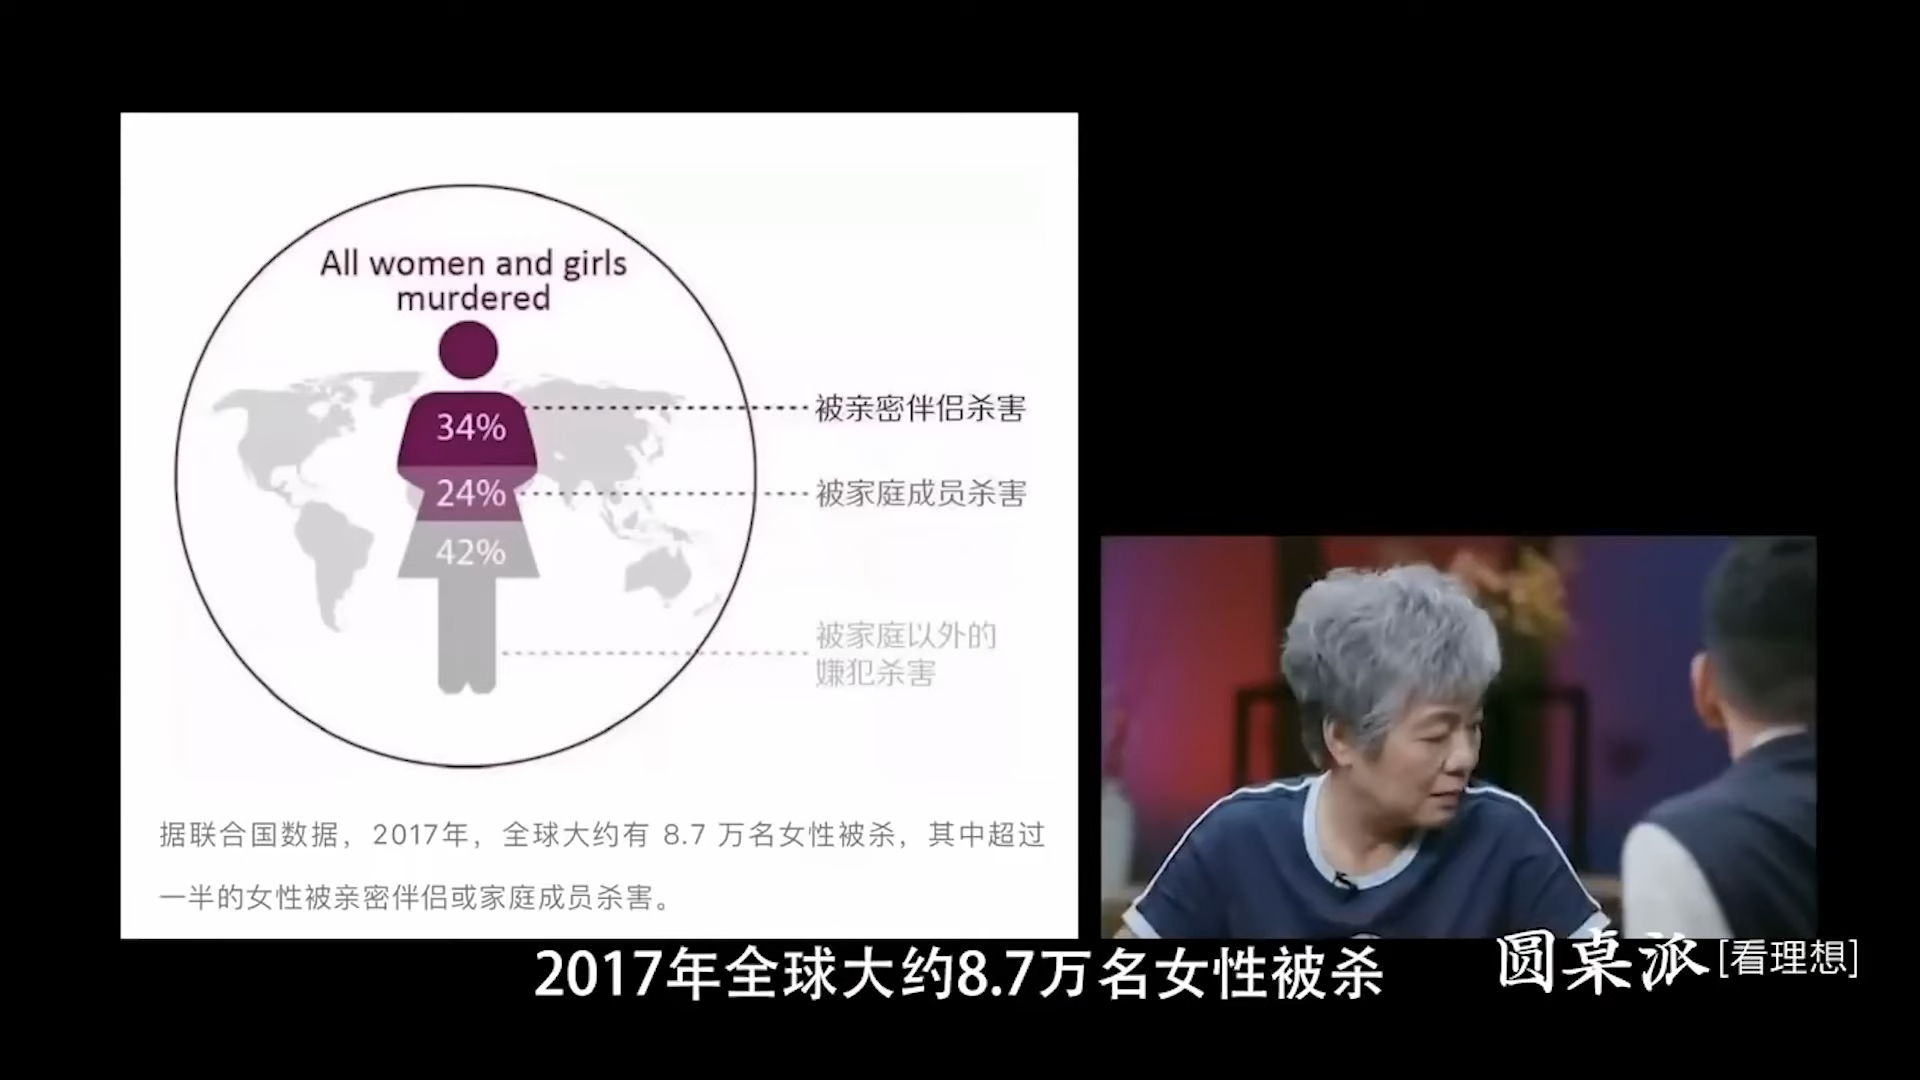 All women and girls
murdered
34%
被亲密伴侣杀害
24%
被家庭成员杀害
42%
被家庭以外的
嫌犯杀害
据联合国数据，2017年，全球大约有 8.7 万名女性被杀，其中超过
一半的女性被亲密伴侣或家庭成员杀害。
2017年全球大约8.7万名女性被杀
圆桌派[看理想]